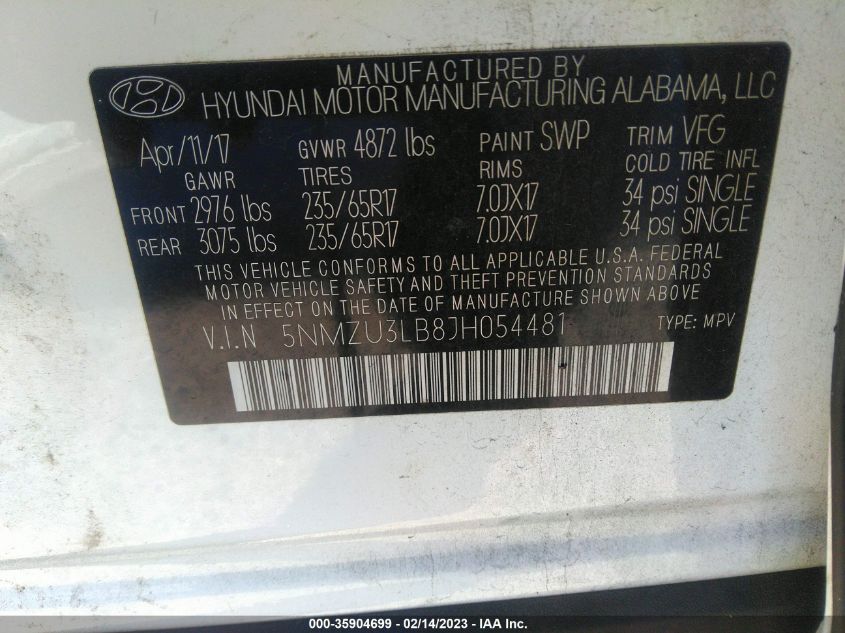 MANUFACTURED BY
HYUNDAI MOTOR MANUFACTURING ALABAMA, LLC
Apr/11/17 GVWR 4872 lbs PAINT SWP TRIM VFG
GAWR TIRES RIMS COLD TIRE INFL
FRONT 2976 lbs 235/65R17 7.0JX17 34 psi SINGLE
REAR 3075 lbs 235/65R17 7.0JX17 34 psi SINGLE
THIS VEHICLE CONFORMS TO ALL APPLICABLE U.S.A. FEDERAL
MOTOR VEHICLE SAFETY AND THEFT PREVENTION STANDARDS
IN EFFECT ON THE DATE OF MANUFACTURE SHOWN ABOVE
V.I.N 5NMZU3LB8JH054481 TYPE: MPV
000-35904699 - 02/14/2023 - IAA Inc.